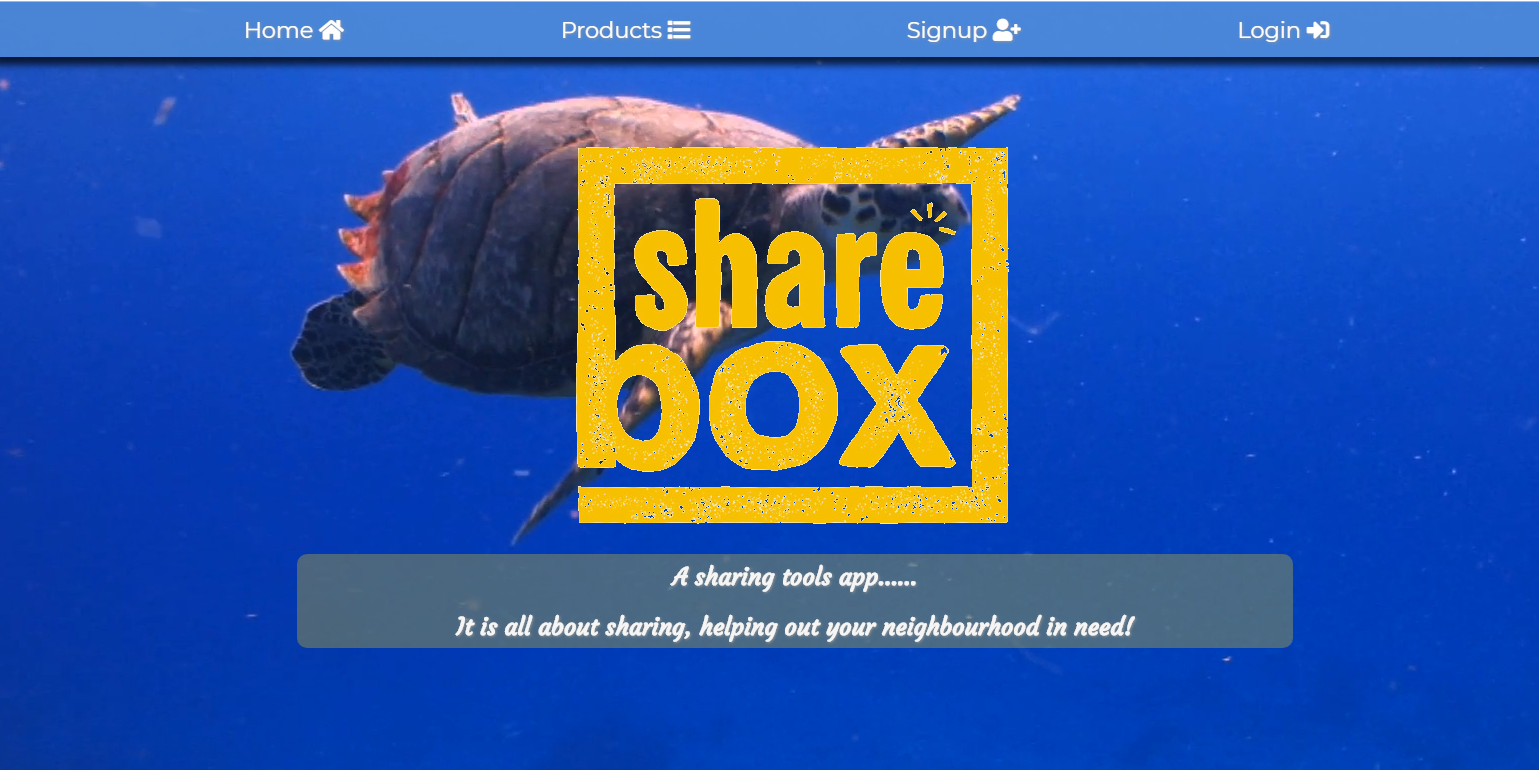 Home
Products
Signup
Login
share
box
A sharing tools app......
It is all about sharing, helping out your neighbourhood in need!